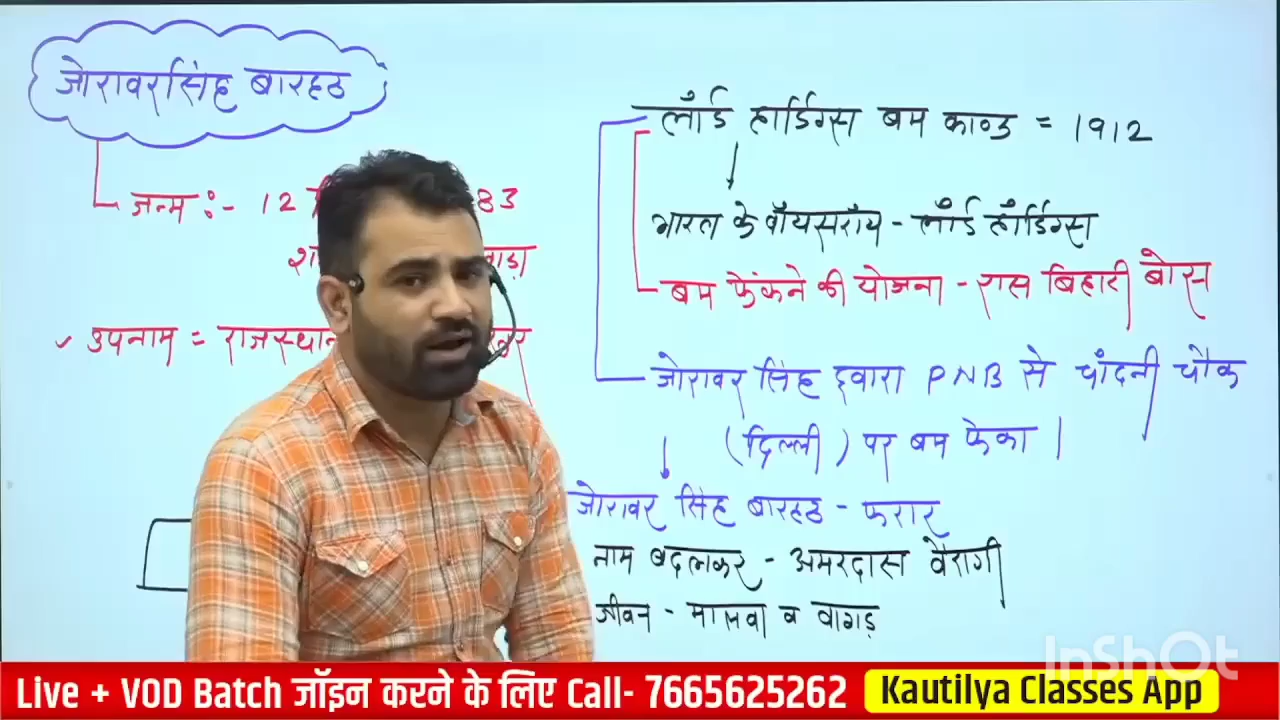 जोरावरसिंह बारहठ
जन्म :- 12 83
उपनाम = राजस्थान
लॉर्ड हार्डिंग्स बम काण्ड = 1912
भारत के वॉयसरॉय - लॉर्ड हॉर्डिंग्स
बम फेंकने की योजना - रास बिहारी बोस
जोरावर सिंह द्वारा PNB से चाँदनी चौक
(दिल्ली) पर बम फेका ।
जोरावर सिंह बारहठ - फरार
नाम बदलकर - अमरदास वैरागी
जीवन - मालवा व वागड़
InShOt
Live + VOD Batch जॉइन करने के लिए Call- 7665625262 Kautilya Classes App